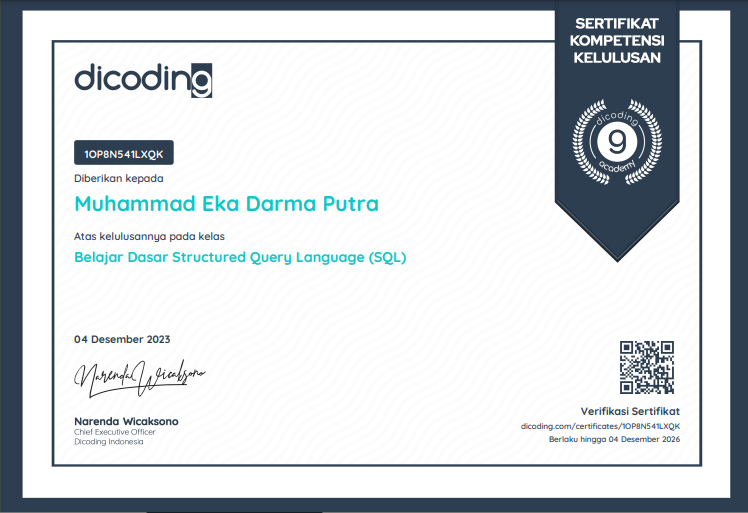 SERTIFIKAT
KOMPETENSI
KELULUSAN
dicoding
dicoding
9
academy
1OP8N541LXQK
Diberikan kepada
Muhammad Eka Darma Putra
Atas kelulusannya pada kelas
Belajar Dasar Structured Query Language (SQL)
04 Desember 2023
Narenda Wicaksono
Narenda Wicaksono
Chief Executive Officer
Dicoding Indonesia
Verifikasi Sertifikat
dicoding.com/certificates/1OP8N541LXQK
Berlaku hingga 04 Desember 2026